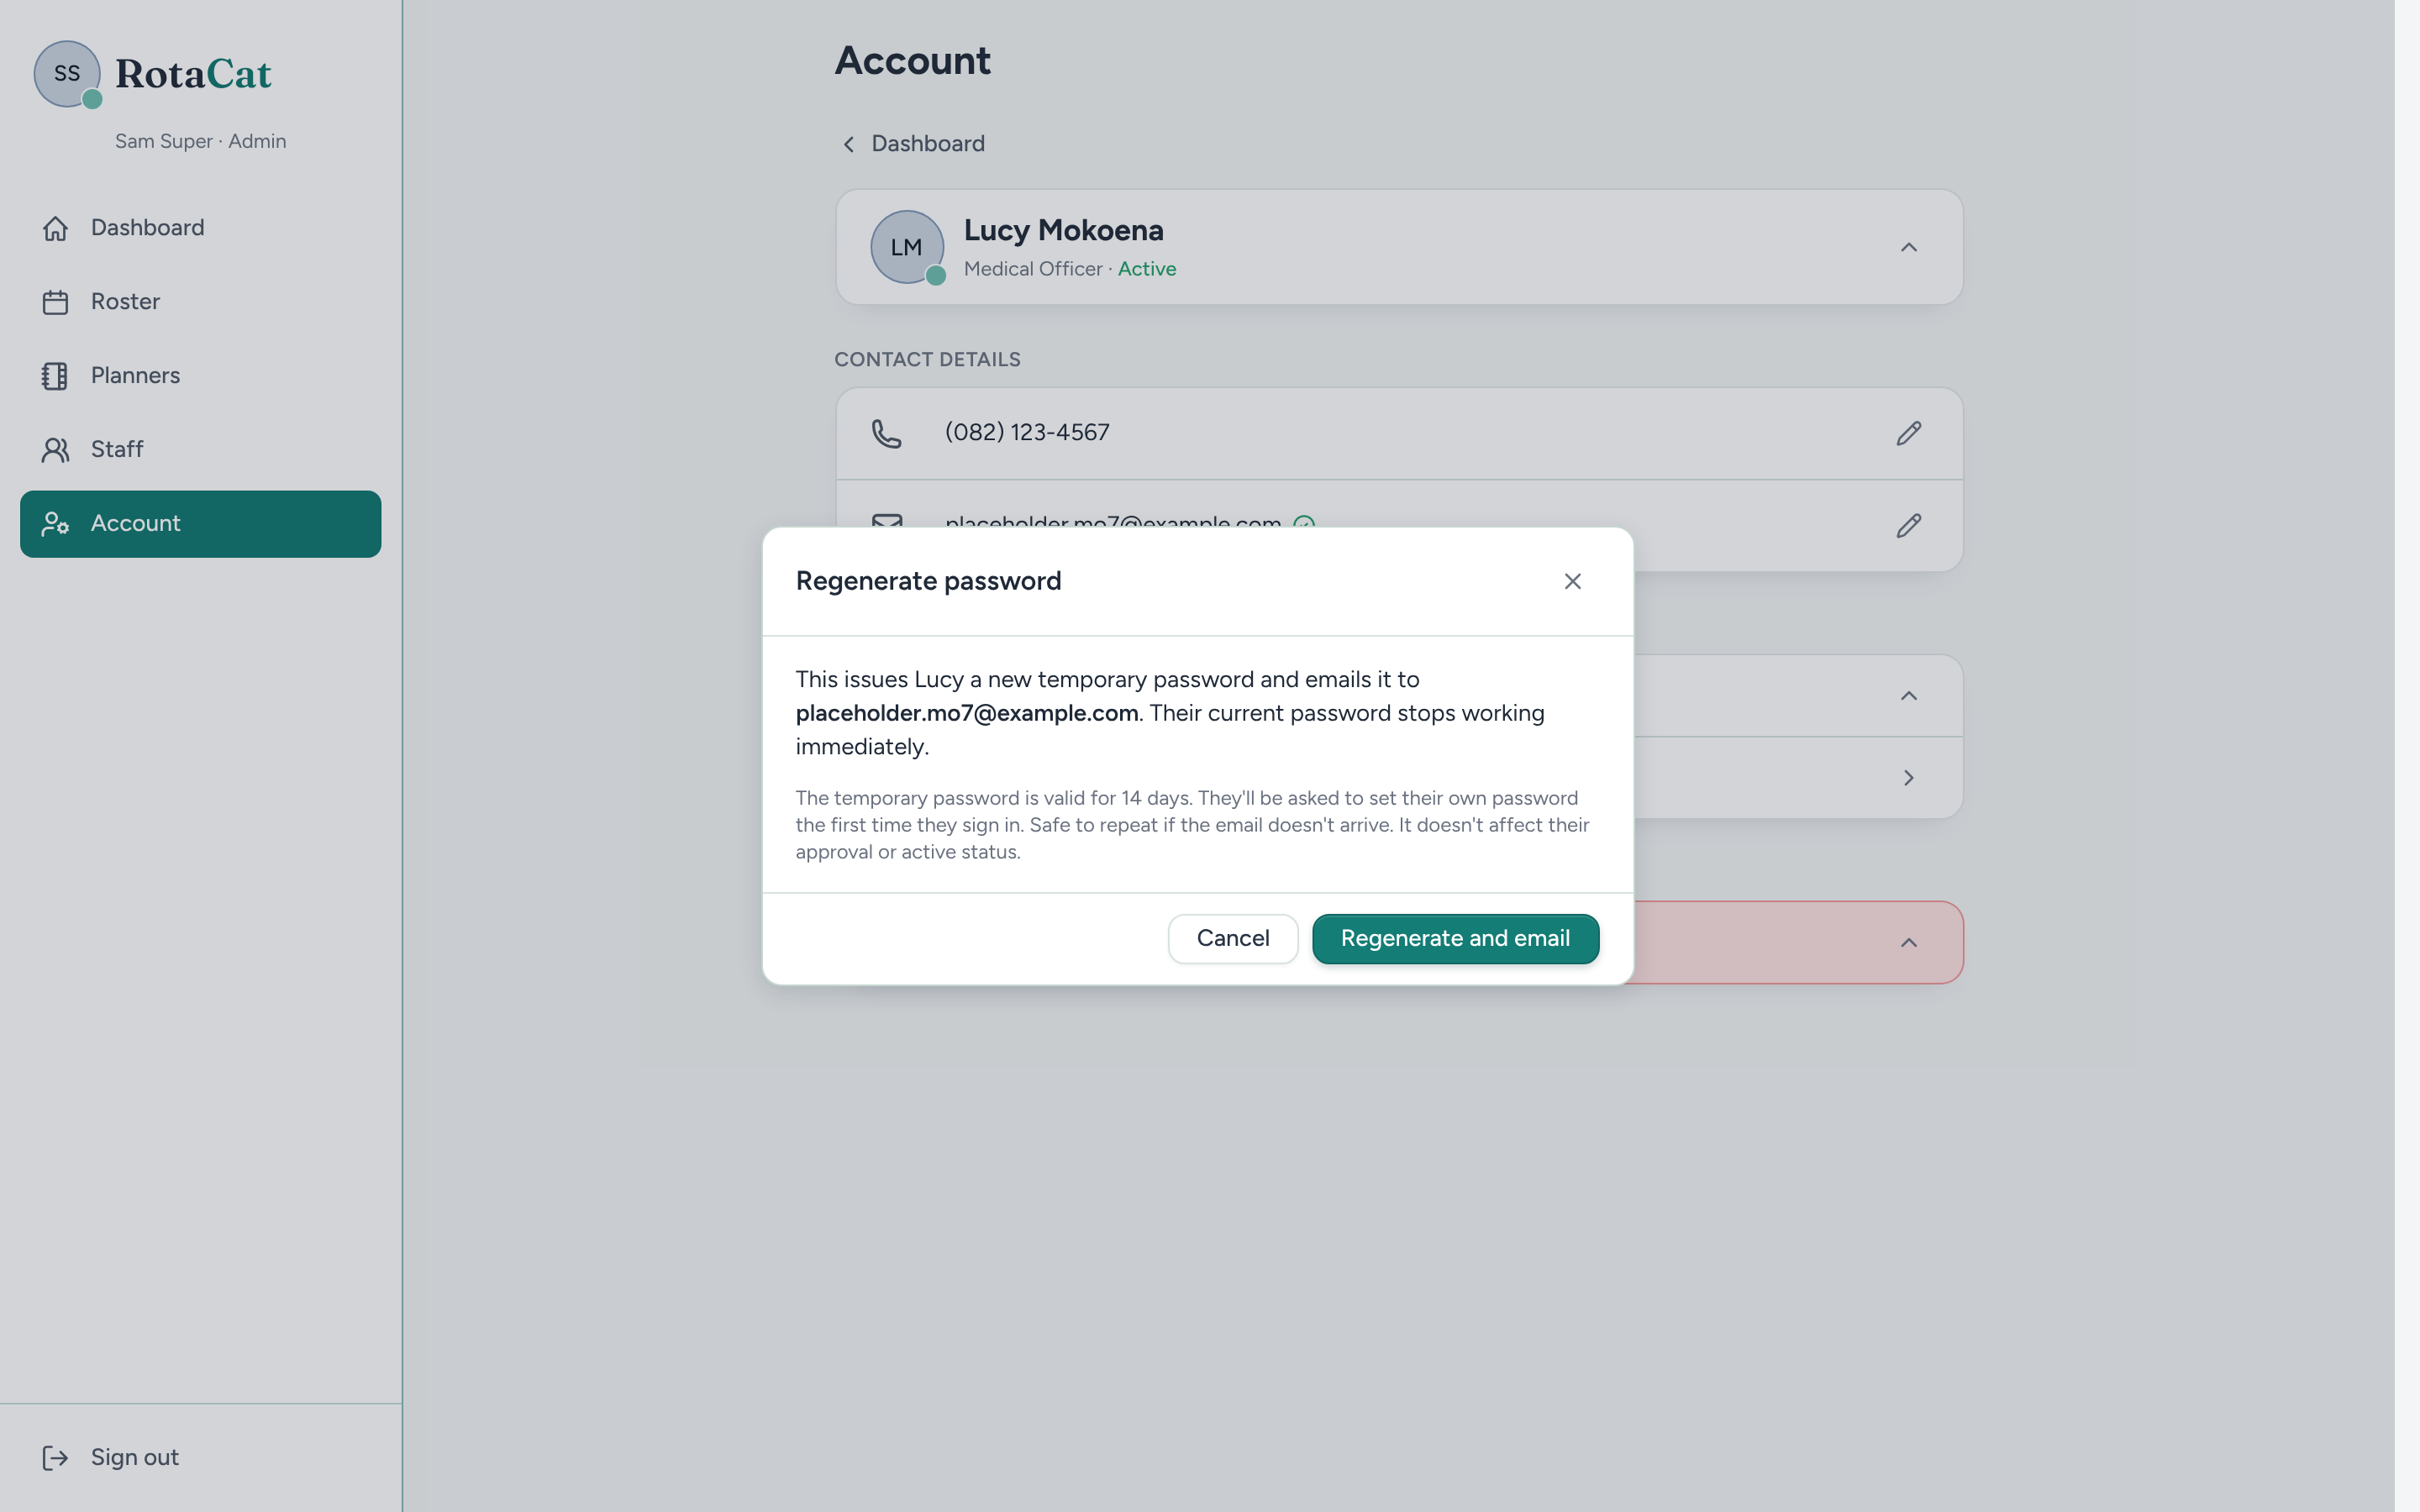 SS
RotaCat
Sam Super · Admin
Dashboard
Roster
Planners
Staff
Account
Sign out
Account
Dashboard
LM
Lucy Mokoena
Medical Officer · Active
CONTACT DETAILS
(082) 123-4567
placeholder.mo7@example.com
Regenerate password
This issues Lucy a new temporary password and emails it to
placeholder.mo7@example.com. Their current password stops working
immediately.
The temporary password is valid for 14 days. They'll be asked to set their own password
the first time they sign in. Safe to repeat if the email doesn't arrive. It doesn't affect their
approval or active status.
Cancel
Regenerate and email